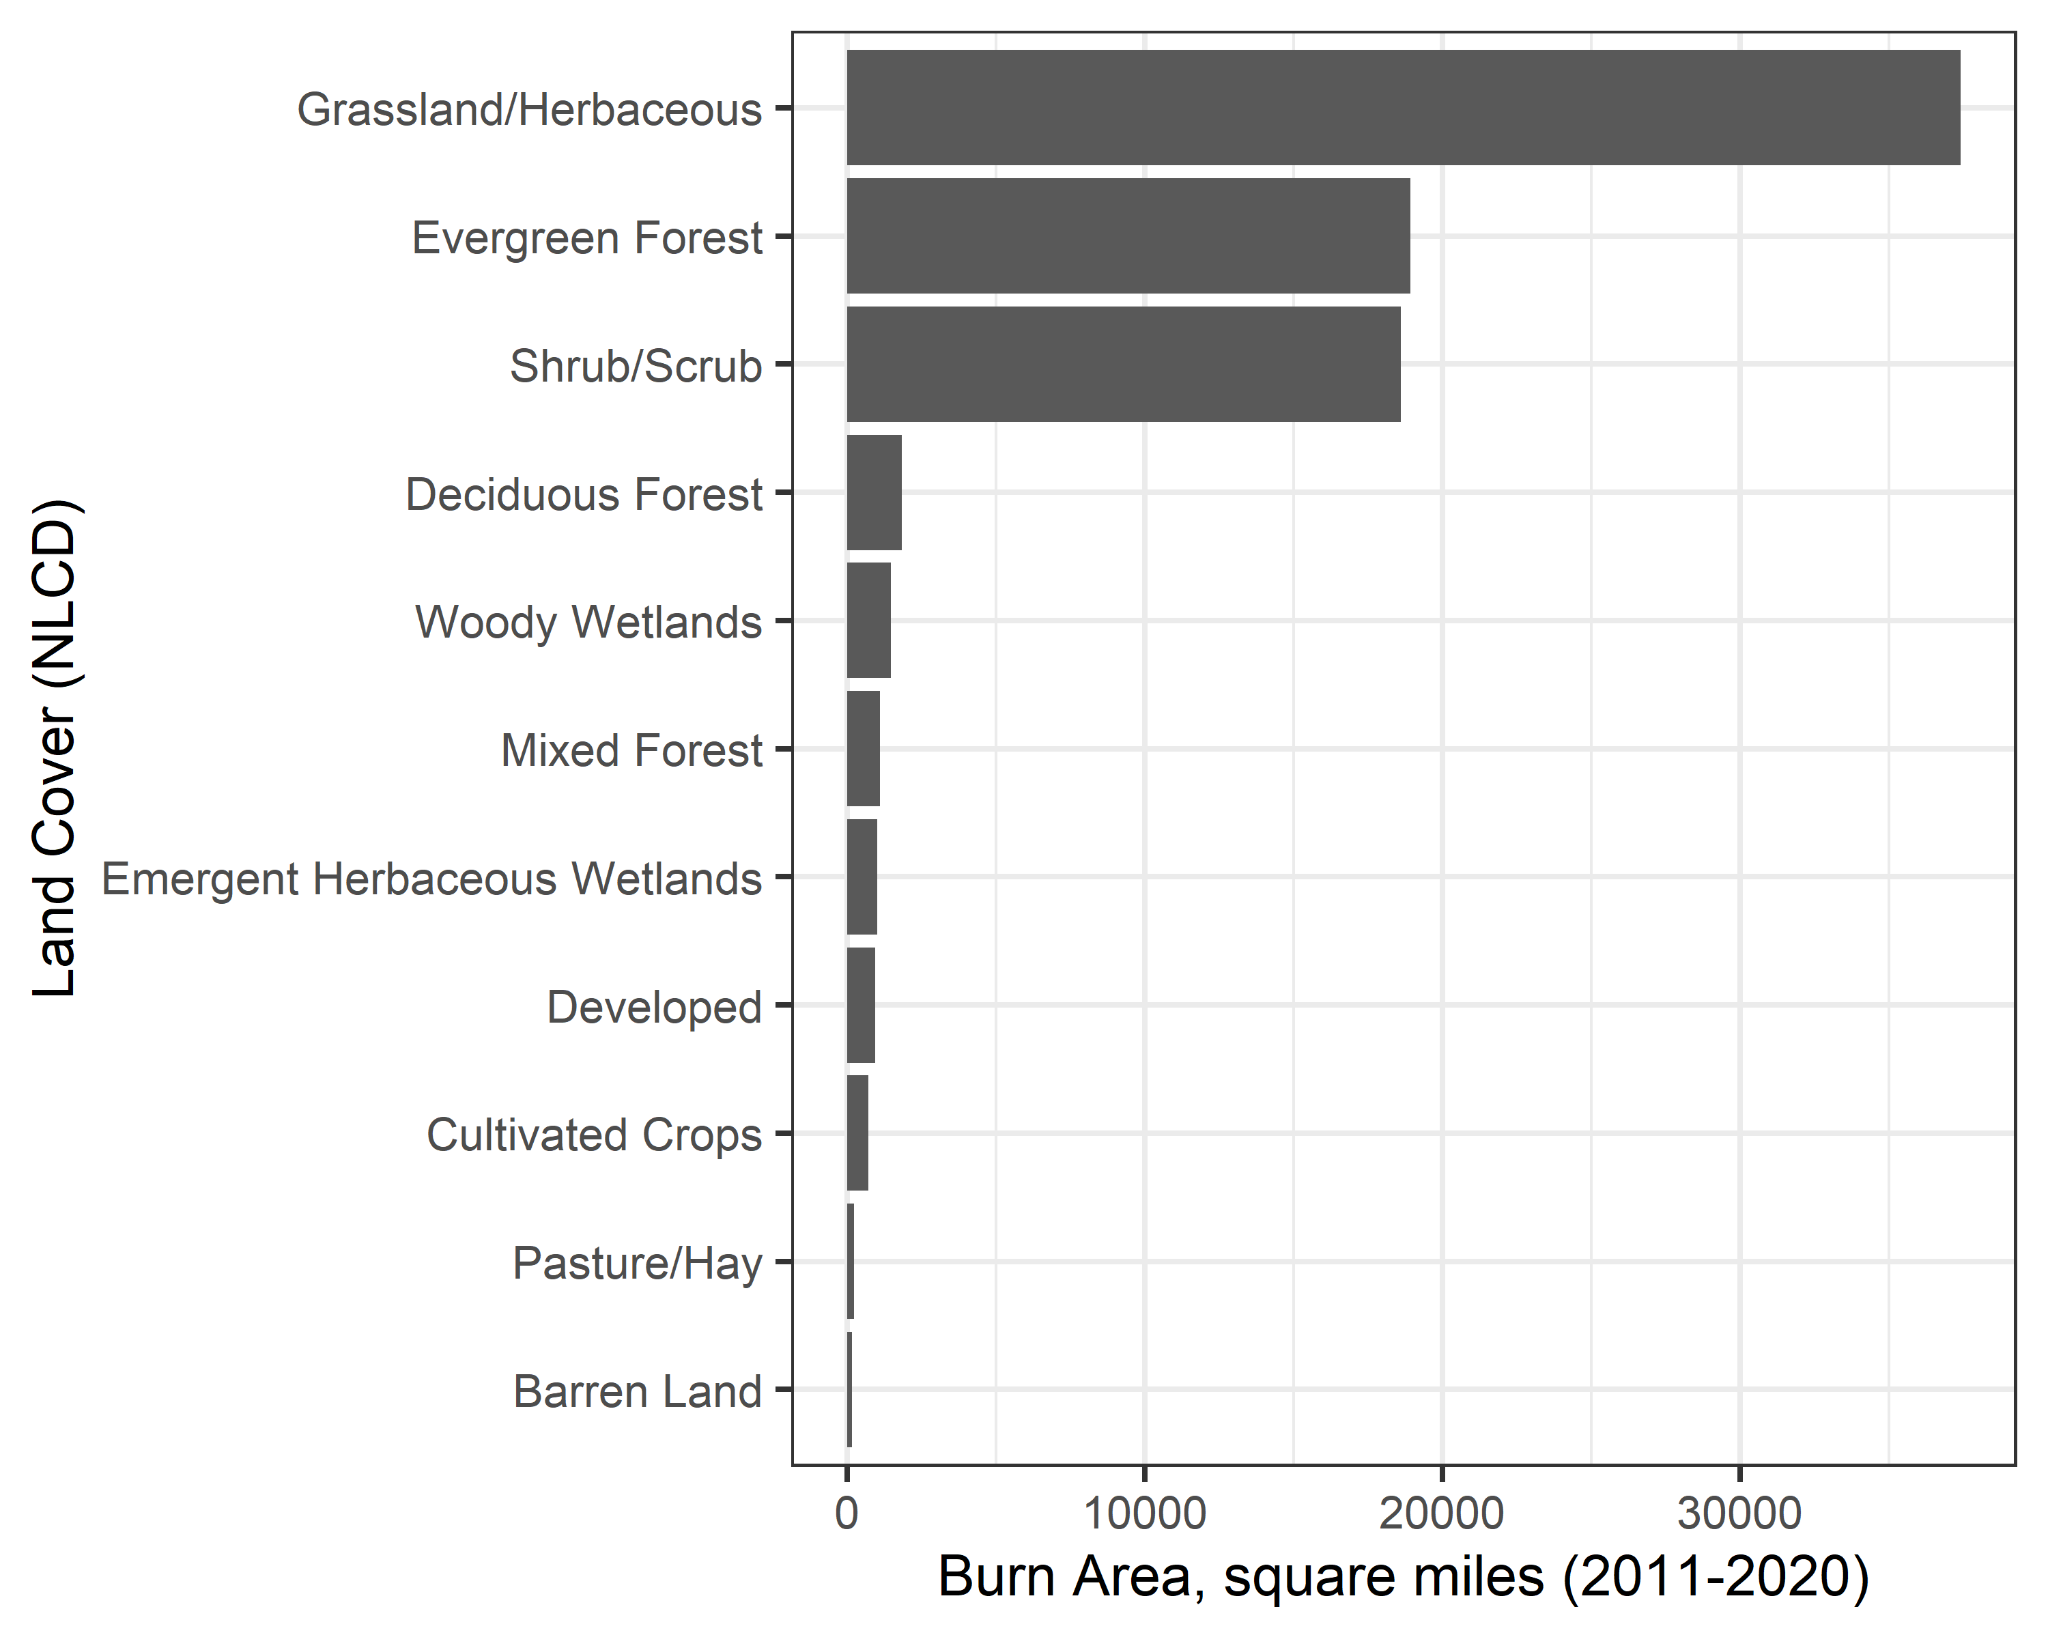 Land Cover (NLCD)
Grassland/Herbaceous
Evergreen Forest
Shrub/Scrub
Deciduous Forest
Woody Wetlands
Mixed Forest
Emergent Herbaceous Wetlands
Developed
Cultivated Crops
Pasture/Hay
Barren Land
0 10000 20000 30000
Burn Area, square miles (2011-2020)